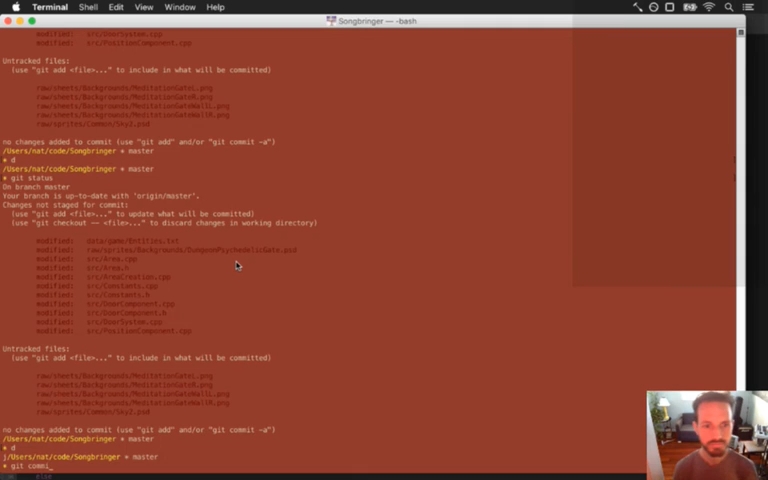 Terminal Shell Edit View Window Help
Songbringer — -bash
modified: src/DoorSystem.cpp
modified: src/PositionComponent.cpp
Untracked files:
(use "git add <file>..." to include in what will be committed)
raw/sheets/Backgrounds/MeditationGateL.png
raw/sheets/Backgrounds/MeditationGateR.png
raw/sheets/Backgrounds/MeditationGateWallL.png
raw/sheets/Backgrounds/MeditationGateWallR.png
raw/sprites/Common/Sky2.psd
no changes added to commit (use "git add" and/or "git commit -a")
/Users/nat/code/Songbringer * master
* d
/Users/nat/code/Songbringer * master
* git status
On branch master
Your branch is up-to-date with 'origin/master'.
Changes not staged for commit:
(use "git add <file>..." to update what will be committed)
(use "git checkout -- <file>..." to discard changes in working directory)
modified: data/game/Entities.txt
modified: raw/sprites/Backgrounds/DungeonPsychedelicGate.psd
modified: src/Area.cpp
modified: src/Area.h
modified: src/AreaCreation.cpp
modified: src/Constants.cpp
modified: src/Constants.h
modified: src/DoorComponent.cpp
modified: src/DoorComponent.h
modified: src/DoorSystem.cpp
modified: src/PositionComponent.cpp
Untracked files:
(use "git add <file>..." to include in what will be committed)
raw/sheets/Backgrounds/MeditationGateL.png
raw/sheets/Backgrounds/MeditationGateR.png
raw/sheets/Backgrounds/MeditationGateWallL.png
raw/sheets/Backgrounds/MeditationGateWallR.png
raw/sprites/Common/Sky2.psd
no changes added to commit (use "git add" and/or "git commit -a")
/Users/nat/code/Songbringer * master
* d
j/Users/nat/code/Songbringer * master
* git commi_
else